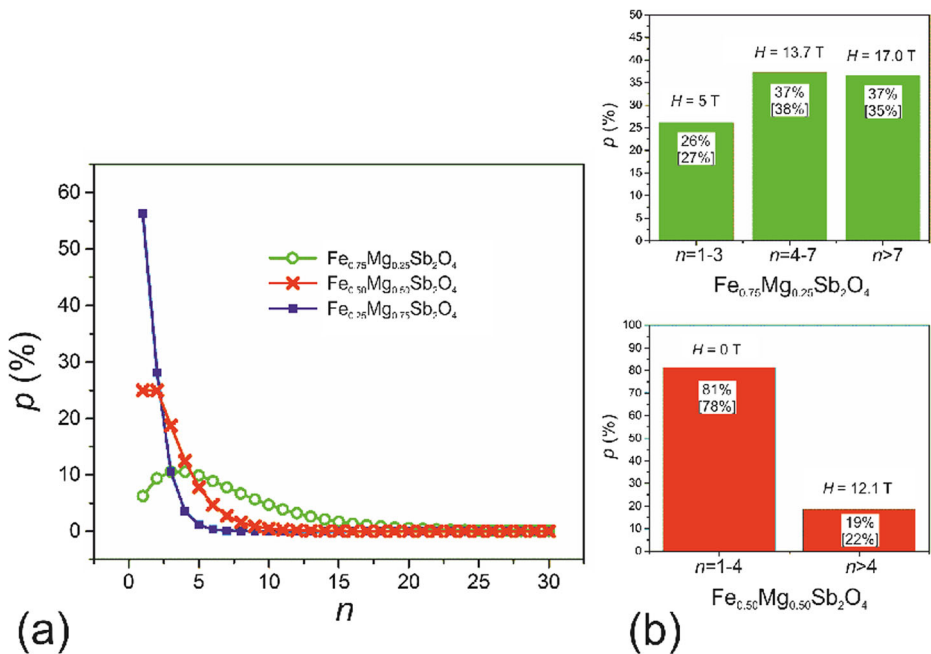 60
50
40
30
20
10
0
p (%)
0 5 10 15 20 25 30
n
Fe0.75Mg0.25Sb2O4
Fe0.50Mg0.50Sb2O4
Fe0.25Mg0.75Sb2O4
(a)
50
45
40
35
30
25
20
15
10
5
0
p (%)
H = 5 T
H = 13.7 T
H = 17.0 T
26%
[27%]
37%
[38%]
37%
[35%]
n=1-3 n=4-7 n>7
Fe0.75Mg0.25Sb2O4
100
90
80
70
60
50
40
30
20
10
0
p (%)
H = 0 T
81%
[78%]
H = 12.1 T
19%
[22%]
n=1-4 n>4
Fe0.50Mg0.50Sb2O4
(b)